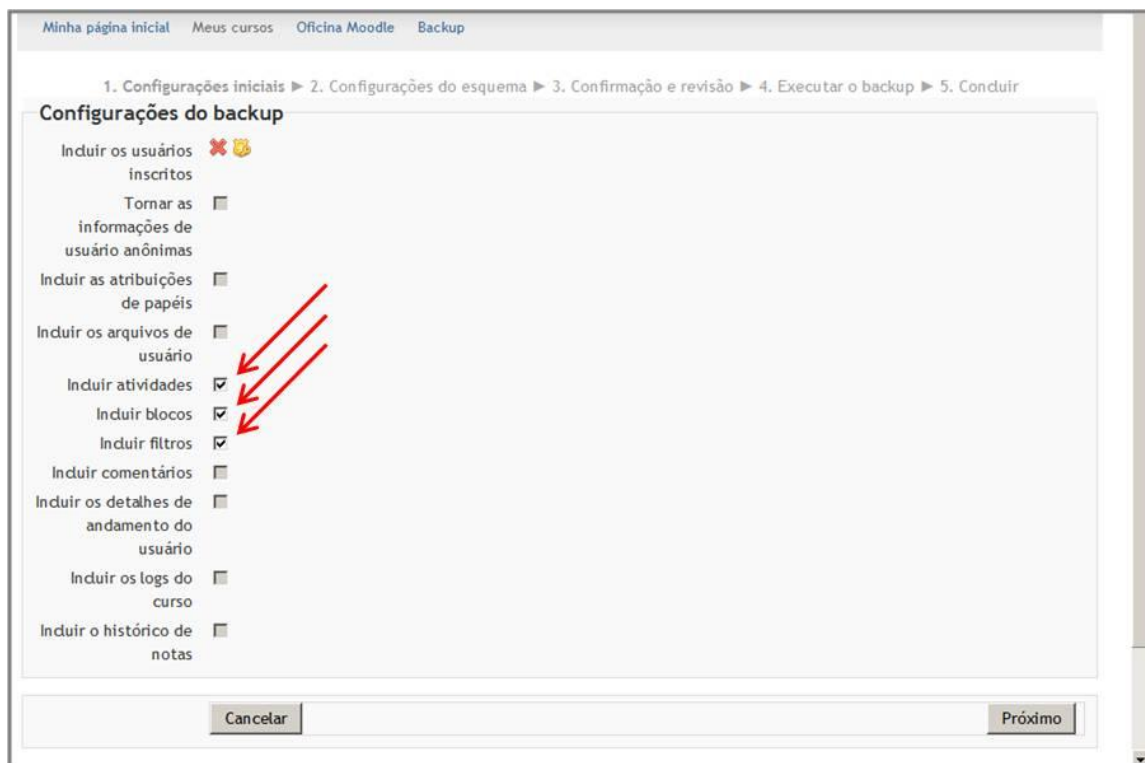 Minha página inicial Meus cursos Oficina Moodle Backup
1. Configurações iniciais ► 2. Configurações do esquema ► 3. Confirmação e revisão ► 4. Executar o backup ► 5. Concluir
Configurações do backup
Incluir os usuários
inscritos
Tornar as
informações de
usuário anônimas
Incluir as atribuições
de papéis
Incluir os arquivos de
usuário
Incluir atividades
Incluir blocos
Incluir filtros
Incluir comentários
Incluir os detalhes de
andamento do
usuário
Incluir os logs do
curso
Incluir o histórico de
notas
Cancelar Próximo